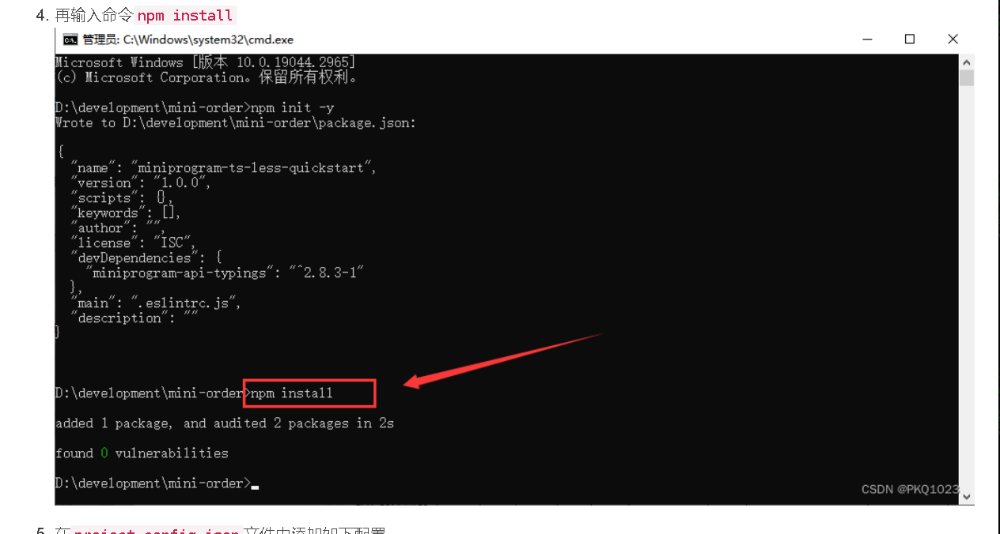 4. 再输入命令 npm install
管理员: C:\Windows\system32\cmd.exe
Microsoft Windows [版本 10.0.19044.2965]
(c) Microsoft Corporation。保留所有权利。
D:\development\mini-order>npm init -y
Wrote to D:\development\mini-order\package.json:
{
"name": "miniprogram-ts-less-quickstart",
"version": "1.0.0",
"scripts": {},
"keywords": [],
"author": "",
"license": "ISC",
"devDependencies": {
"miniprogram-api-typings": "^2.8.3-1"
},
"main": ".eslintrc.js",
"description": ""
}
D:\development\mini-order>npm install
added 1 package, and audited 2 packages in 2s
found 0 vulnerabilities
D:\development\mini-order>
CSDN @PKQ1023
5. 在 project.config.json 文件中添加如下配置